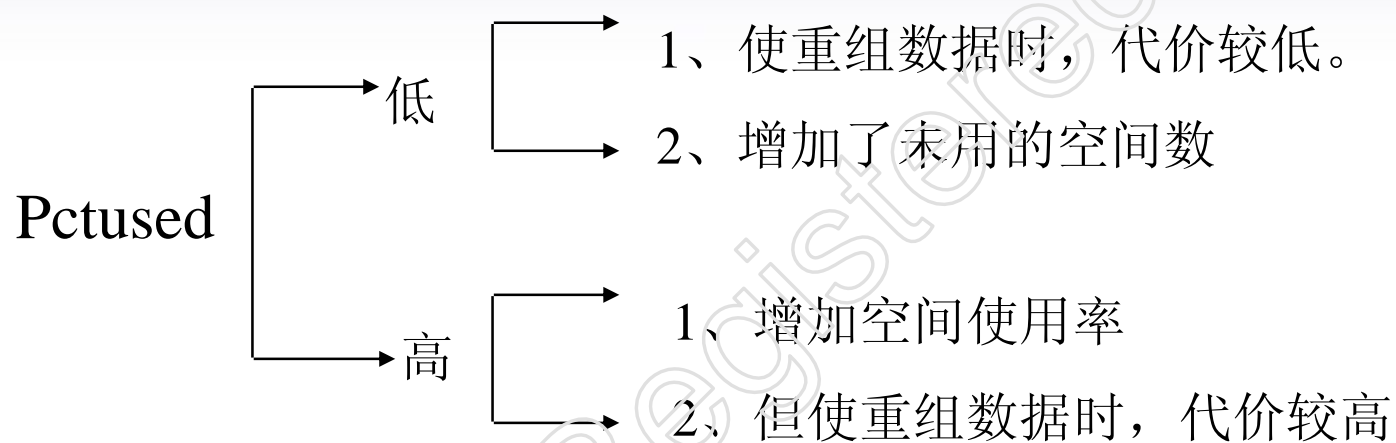 1、使重组数据时，代价较低。
低
2、增加了未用的空间数
Pctused
1、增加空间使用率
高
2、但使重组数据时，代价较高